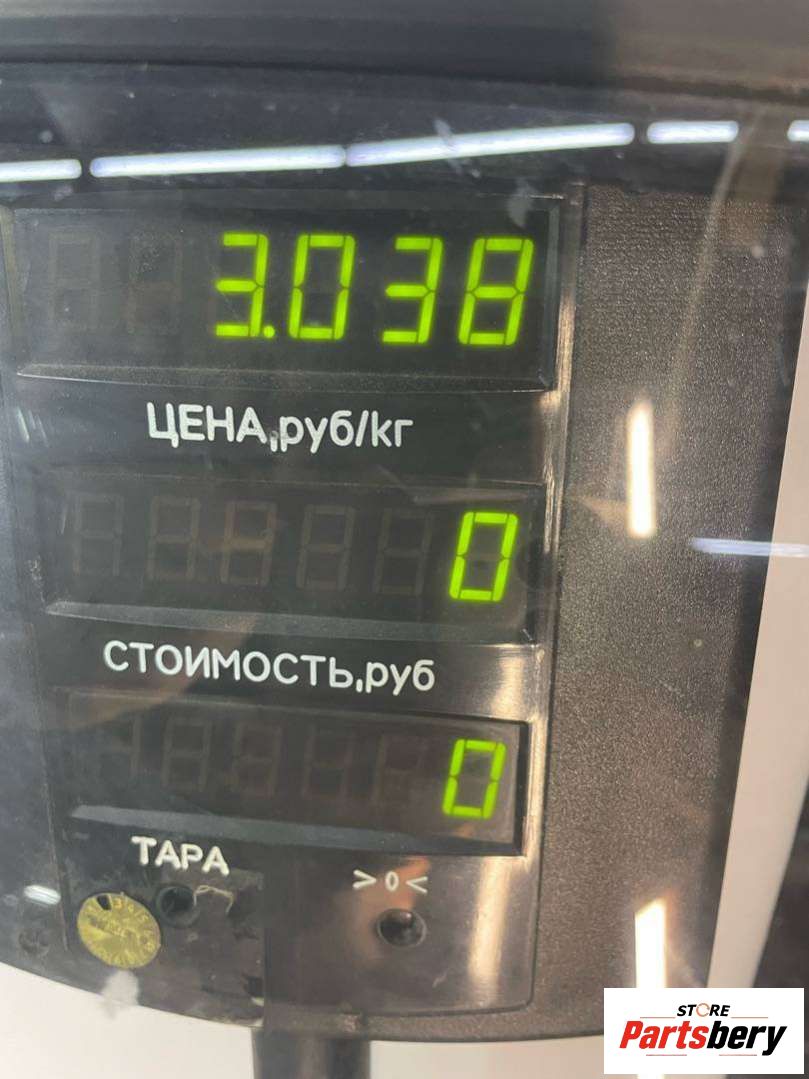 3.038
ЦЕНА,руб/кг
0
СТОИМОСТЬ,руб
0
ТАРА
>0<
STORE
Partsbery